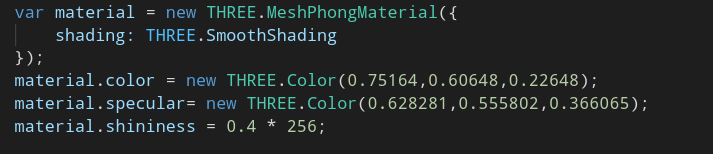 var material = new THREE.MeshPhongMaterial({
    shading: THREE.SmoothShading
});
material.color = new THREE.Color(0.75164,0.60648,0.22648);
material.specular= new THREE.Color(0.628281,0.555802,0.366065);
material.shininess = 0.4 * 256;